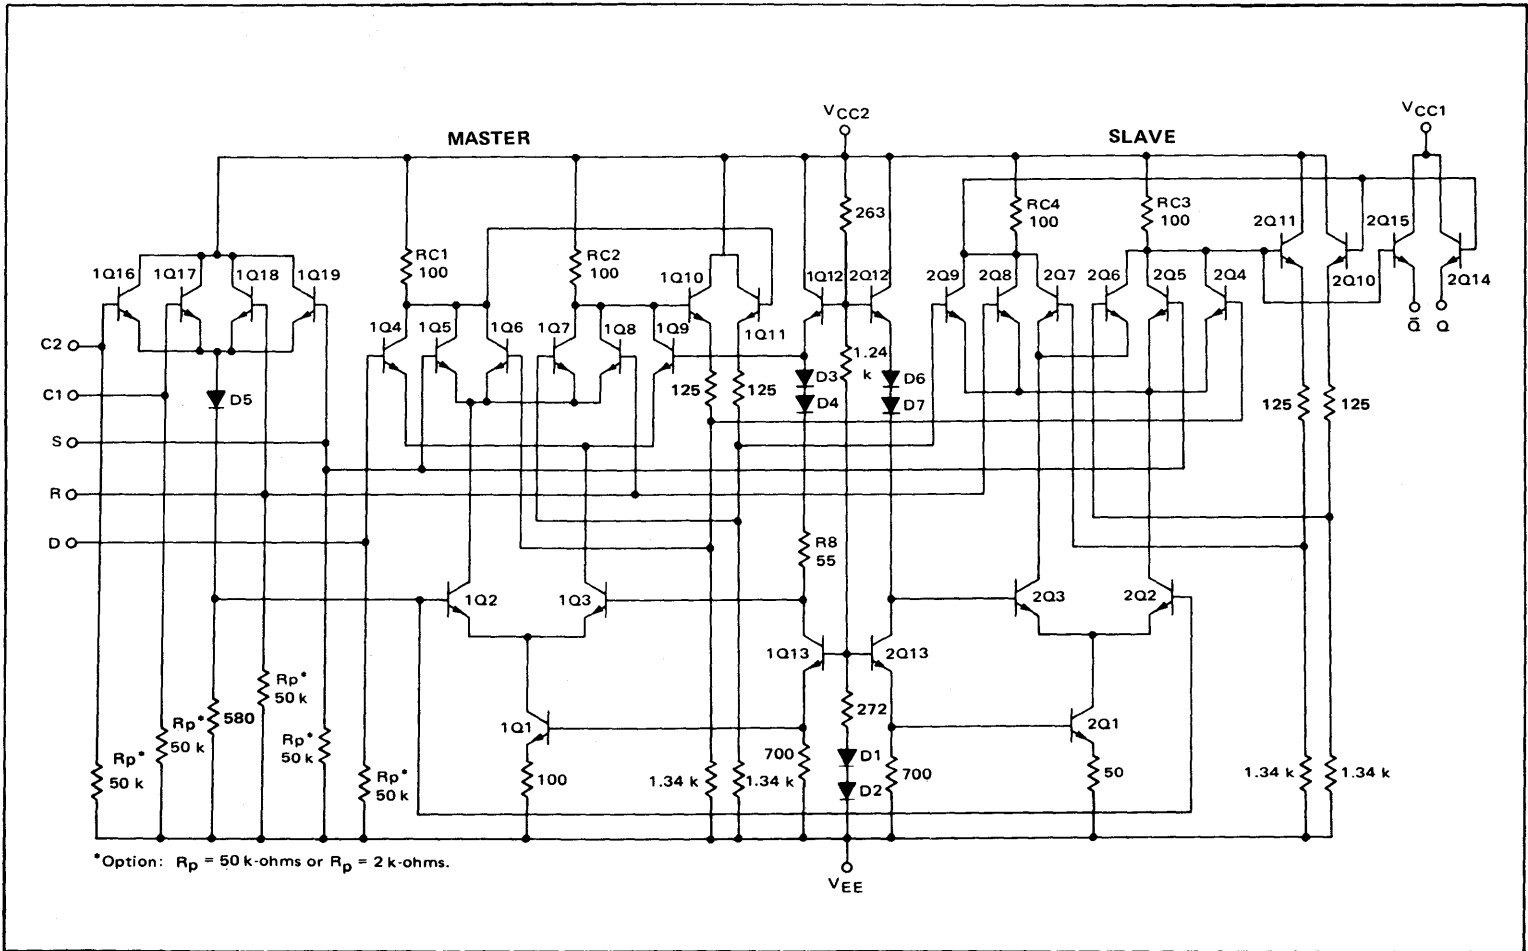 VCC2
VCC1
MASTER
SLAVE
263
RC4
100
RC3
100
2Q11
2Q15
RC1
100
RC2
100
1Q16
1Q17
1Q18
1Q19
1Q10
1Q12
2Q12
2Q9
2Q8
2Q7
2Q6
2Q5
2Q4
2Q10
2Q14
1Q4
1Q5
1Q6
1Q7
1Q8
1Q9
1Q11
Q̄
Q
C2
1.24
k
D3
D6
125
125
D4
D7
C1
D5
125
125
S
R
D
R8
55
1Q2
1Q3
2Q3
2Q2
1Q13
2Q13
Rp*
50 k
580
Rp*
50 k
Rp*
50 k
Rp*
50 k
Rp*
50 k
1Q1
272
2Q1
100
1.34 k
1.34 k
700
D1
D2
700
50
1.34 k
1.34 k
*Option: Rp = 50 k-ohms or Rp = 2 k-ohms.
VEE